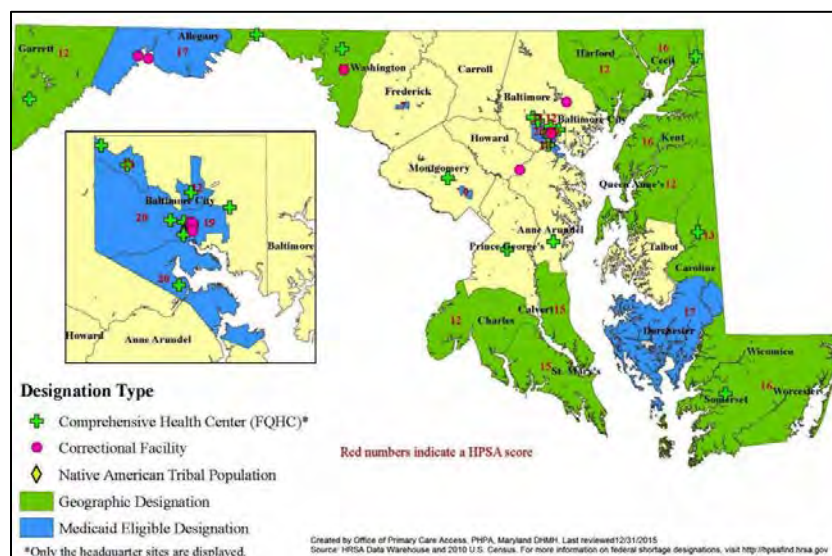 Garrett
12
Allegany
17
Washington
Carroll
Frederick
Baltimore
Harford
12
16
Cecil
12
Baltimore City
Howard
Montgomery
Kent
16
Queen Anne's
12
Anne Arundel
Prince George's
Talbot
13
Caroline
Calvert
15
12
Charles
15
St. Mary's
17
Dorchester
Wicomico
16
Worcester
Somerset
Baltimore City
20
19
Baltimore
20
Howard
Anne Arundel
Designation Type
Comprehensive Health Center (FQHC)*
Correctional Facility
Native American Tribal Population
Geographic Designation
Medicaid Eligible Designation
*Only the headquarter sites are displayed.
Red numbers indicate a HPSA score
Created by Office of Primary Care Access, PHPA, Maryland DHMH. Last reviewed12/31/2015
Source: HRSA Data Warehouse and 2010 U.S. Census. For more information on federal shortage designations, visit http://hpsafind.hrsa.gov